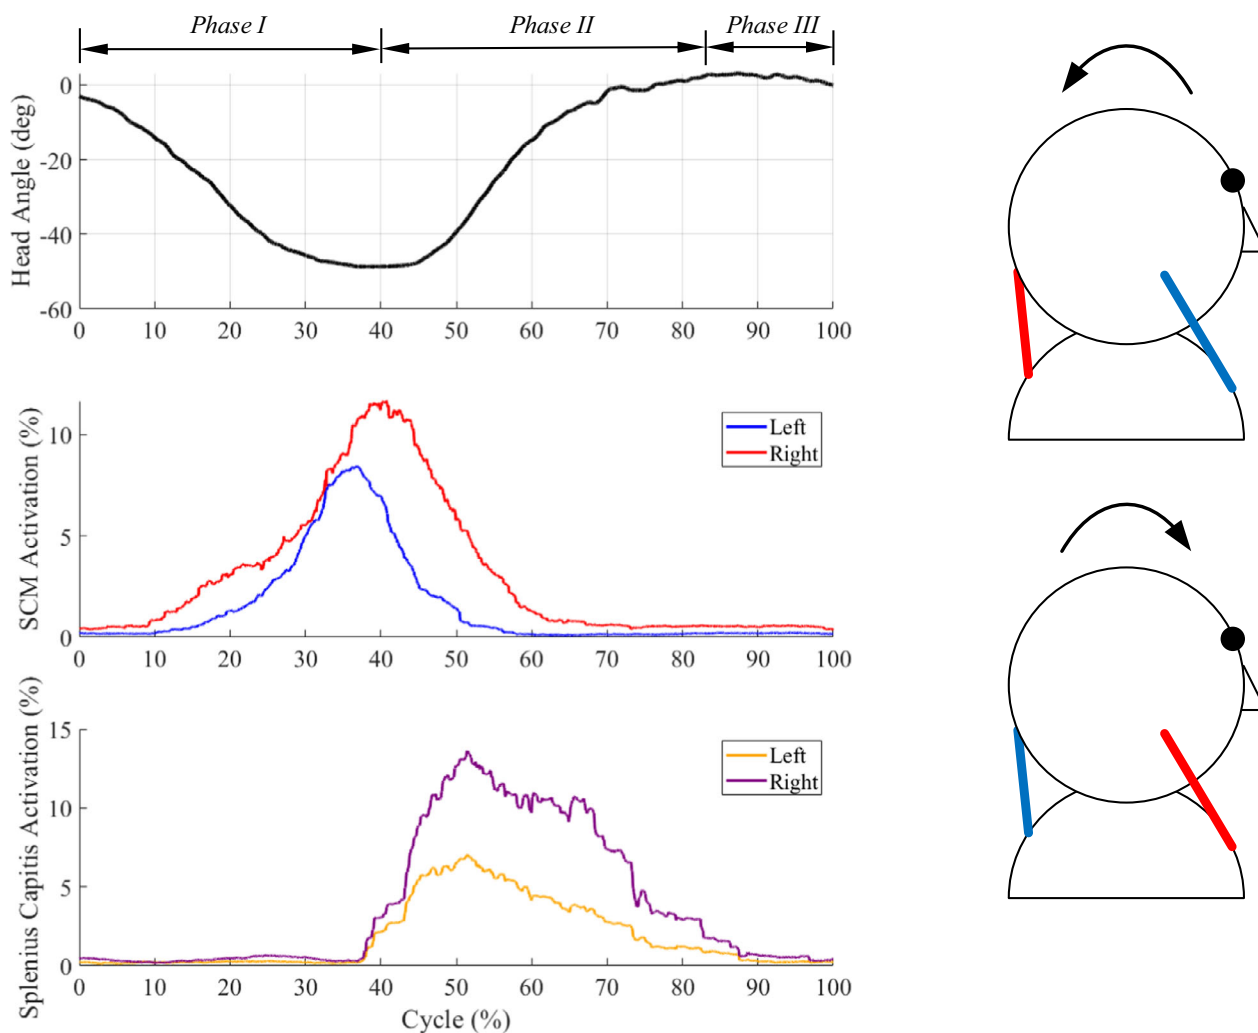 Phase I Phase II Phase III
Head Angle (deg)
0
-20
-40
-60
0 10 20 30 40 50 60 70 80 90 100
SCM Activation (%)
10
5
0
Left
Right
0 10 20 30 40 50 60 70 80 90 100
Splenius Capitis Activation (%)
15
10
5
0
Left
Right
0 10 20 30 40 50 60 70 80 90 100
Cycle (%)